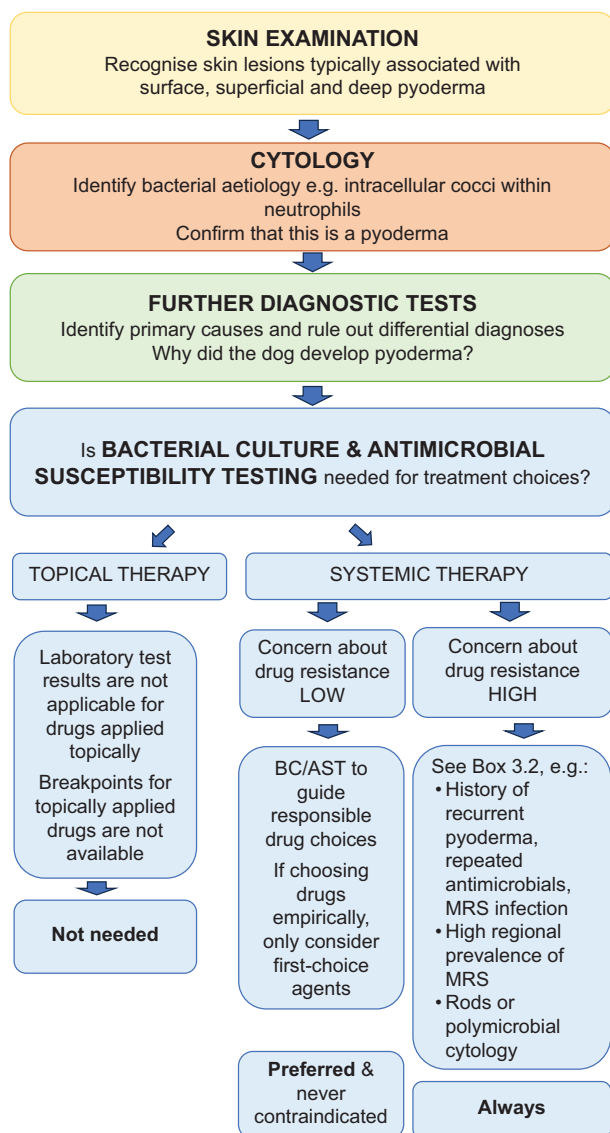 SKIN EXAMINATION
Recognise skin lesions typically associated with
surface, superficial and deep pyoderma
CYTOLOGY
Identify bacterial aetiology e.g. intracellular cocci within
neutrophils
Confirm that this is a pyoderma
FURTHER DIAGNOSTIC TESTS
Identify primary causes and rule out differential diagnoses
Why did the dog develop pyoderma?
Is BACTERIAL CULTURE & ANTIMICROBIAL
SUSCEPTIBILITY TESTING needed for treatment choices?
TOPICAL THERAPY
Laboratory test
results are not
applicable for
drugs applied
topically
Breakpoints for
topically applied
drugs are not
available
Not needed
SYSTEMIC THERAPY
Concern about
drug resistance
LOW
BC/AST to
guide
responsible
drug choices
If choosing
drugs
empirically,
only consider
first-choice
agents
Preferred &
never
contraindicated
Concern about
drug resistance
HIGH
See Box 3.2, e.g.:
• History of
recurrent
pyoderma,
repeated
antimicrobials,
MRS infection
• High regional
prevalence of
MRS
• Rods or
polymicrobial
cytology
Always